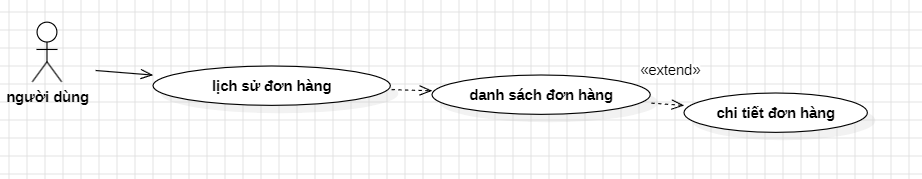 «extend»
lịch sử đơn hàng
danh sách đơn hàng
người dùng
chi tiết đơn hàng